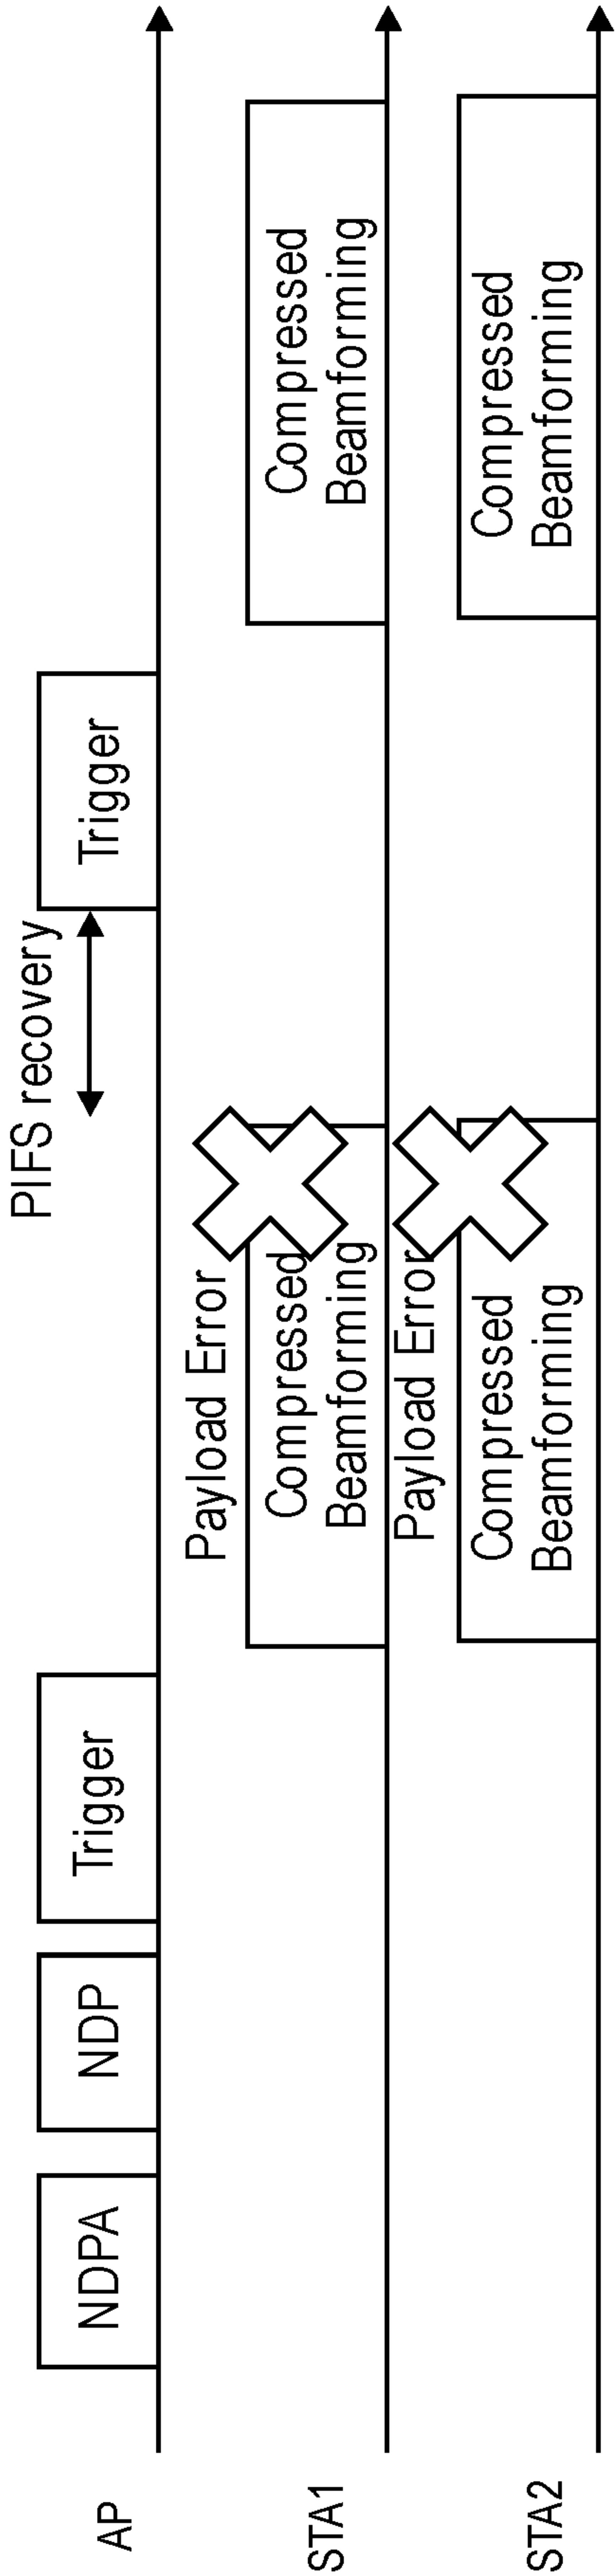 PIFS recovery
AP
NDPA
NDP
Trigger
Trigger
Payload Error
STA1
Compressed
Beamforming
Compressed
Beamforming
Payload Error
STA2
Compressed
Beamforming
Compressed
Beamforming